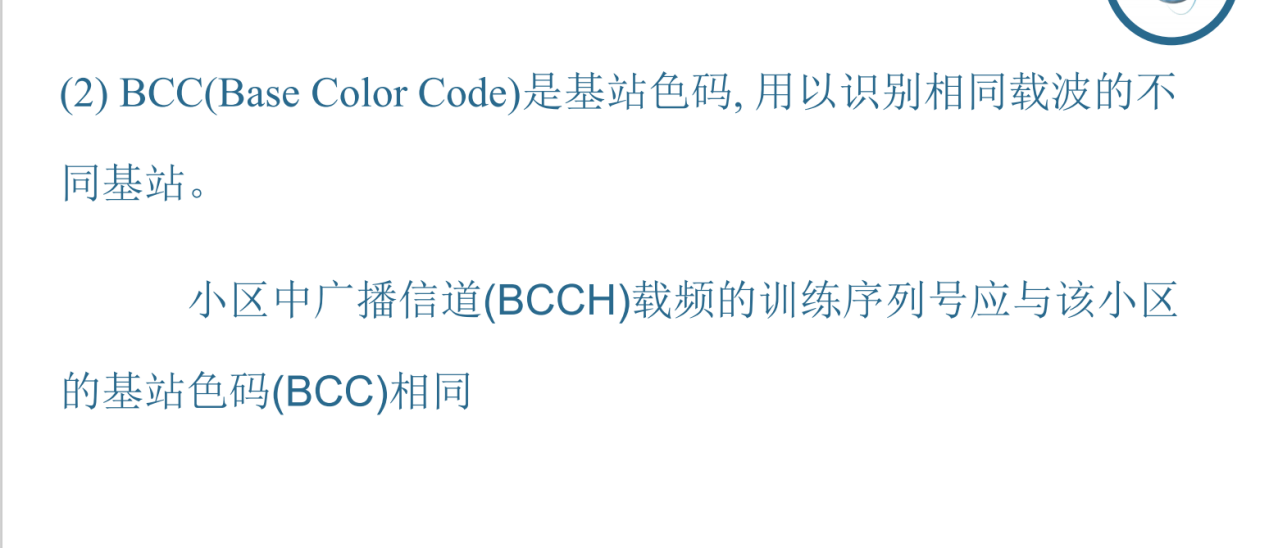 (2) BCC(Base Color Code)是基站色码, 用以识别相同载波的不
同基站。
小区中广播信道(BCCH)载频的训练序列号应与该小区
的基站色码(BCC)相同